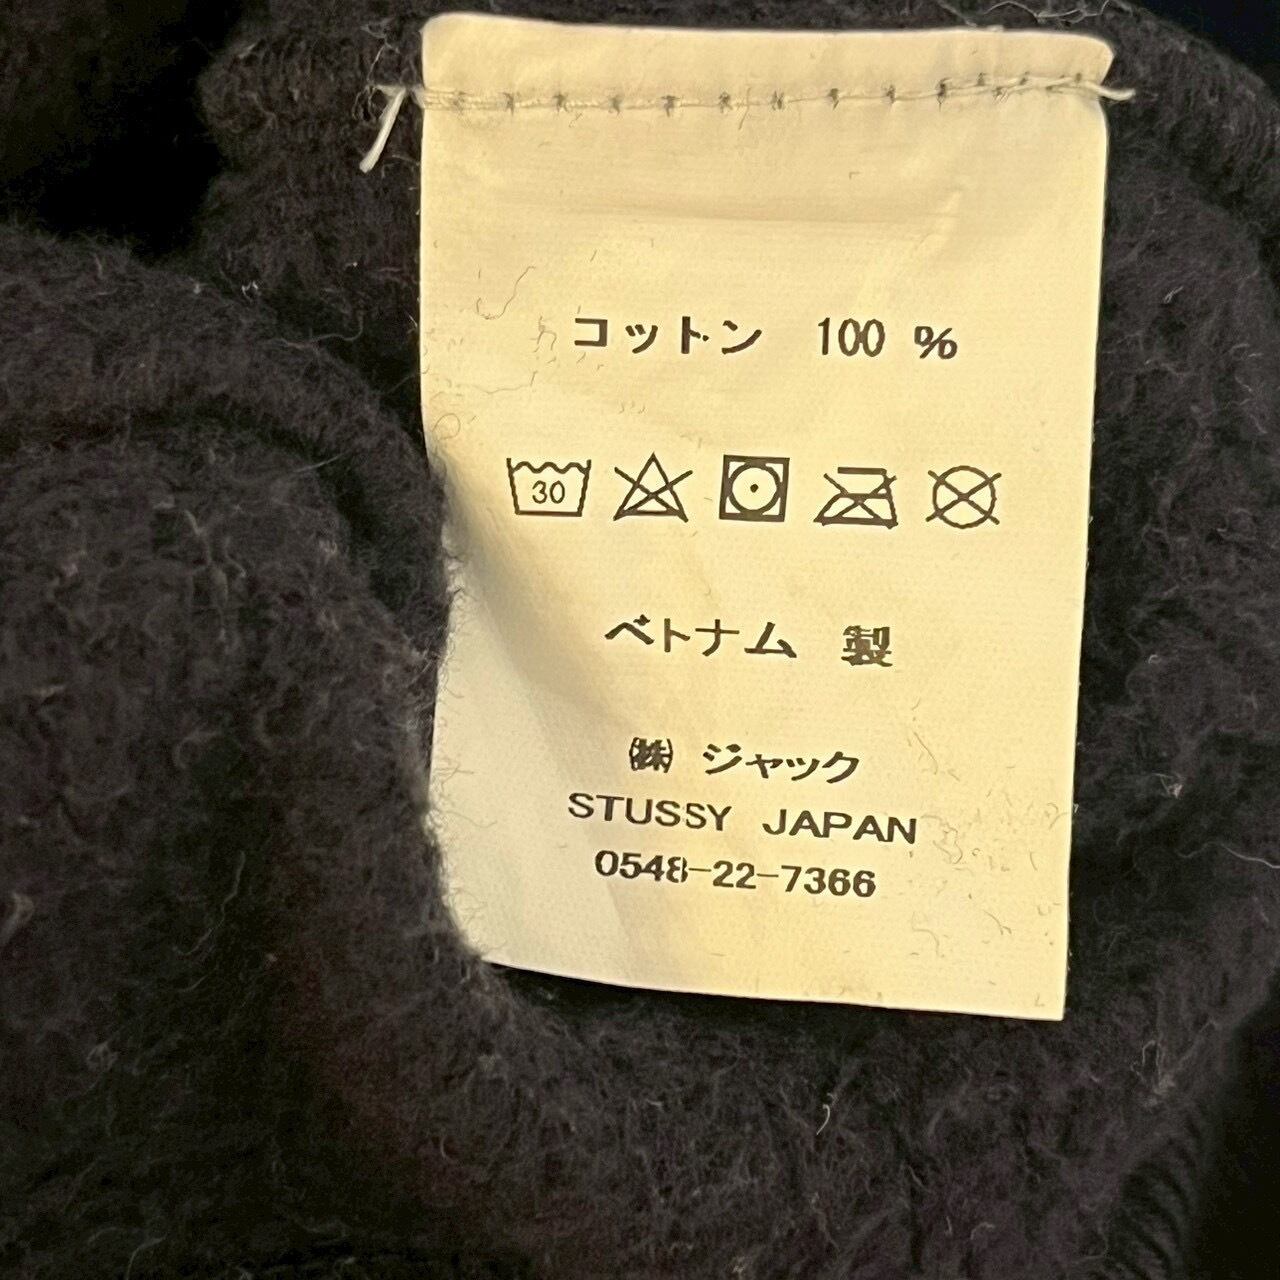 コットン 100 %
30
ベトナム 製
㈱ ジャック
STUSSY JAPAN
0548-22-7366